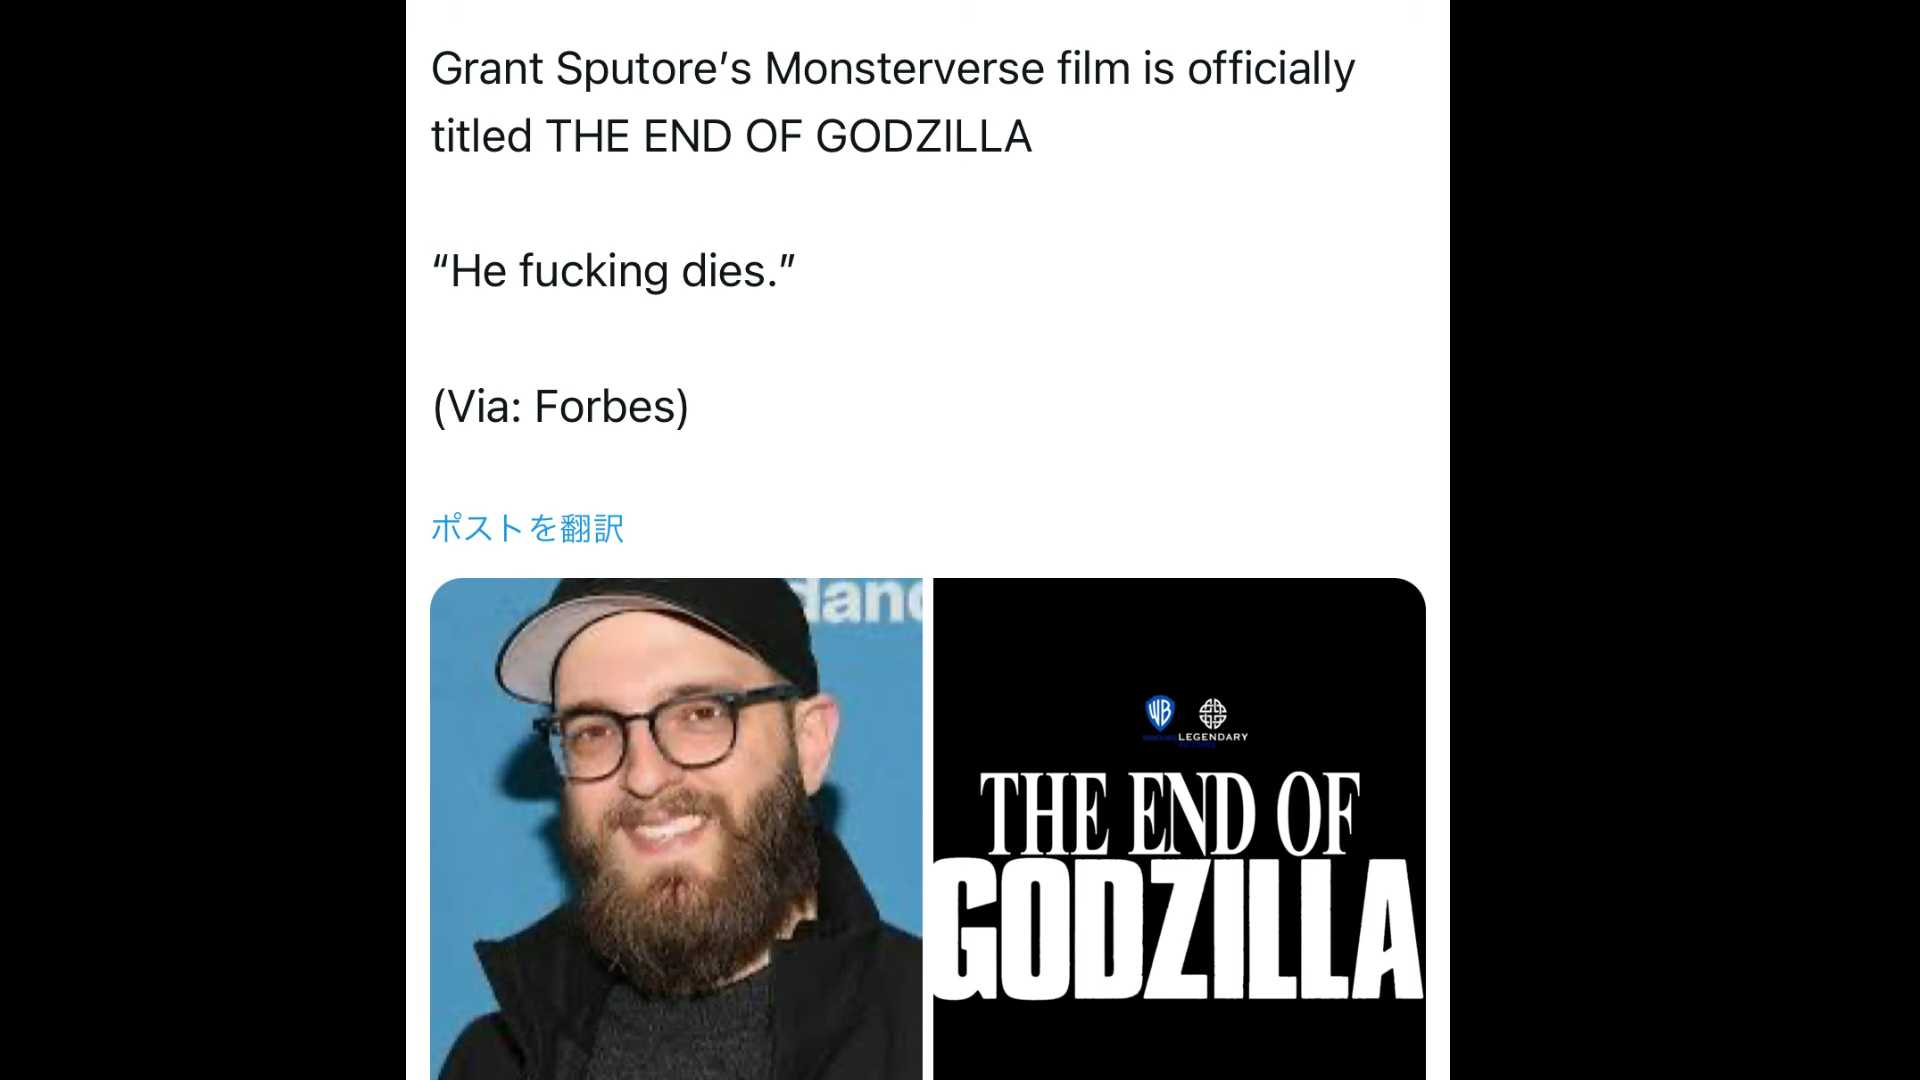 Grant Sputore’s Monsterverse film is officially
titled THE END OF GODZILLA
“He fucking dies.”
(Via: Forbes)
ポストを翻訳
WB
LEGENDARY
THE END OF
GODZILLA